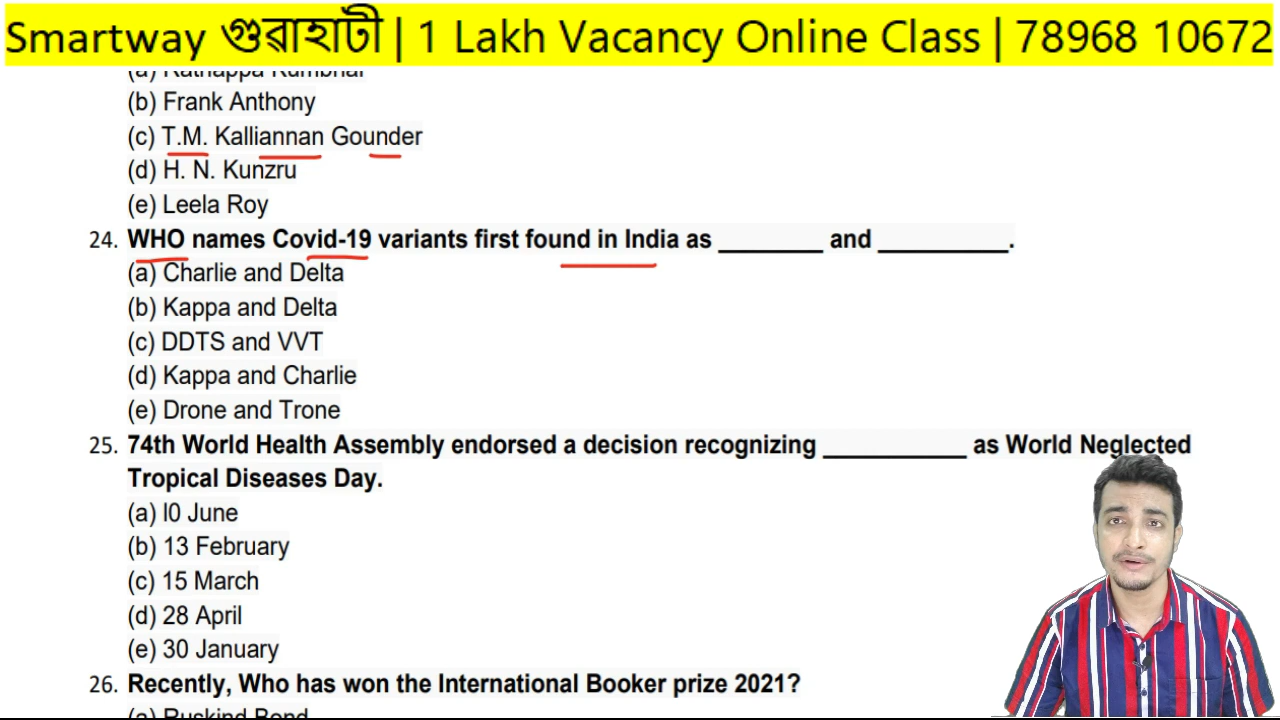 Smartway গুৱাহাটী | 1 Lakh Vacancy Online Class | 78968 10672
(a) Kathappa Kumbhar
(b) Frank Anthony
(c) T.M. Kalliannan Gounder
(d) H. N. Kunzru
(e) Leela Roy
24. WHO names Covid-19 variants first found in India as ________ and __________.
(a) Charlie and Delta
(b) Kappa and Delta
(c) DDTS and VVT
(d) Kappa and Charlie
(e) Drone and Trone
25. 74th World Health Assembly endorsed a decision recognizing ___________ as World Neglected
Tropical Diseases Day.
(a) l0 June
(b) 13 February
(c) 15 March
(d) 28 April
(e) 30 January
26. Recently, Who has won the International Booker prize 2021?
(a) Ruskind Bond